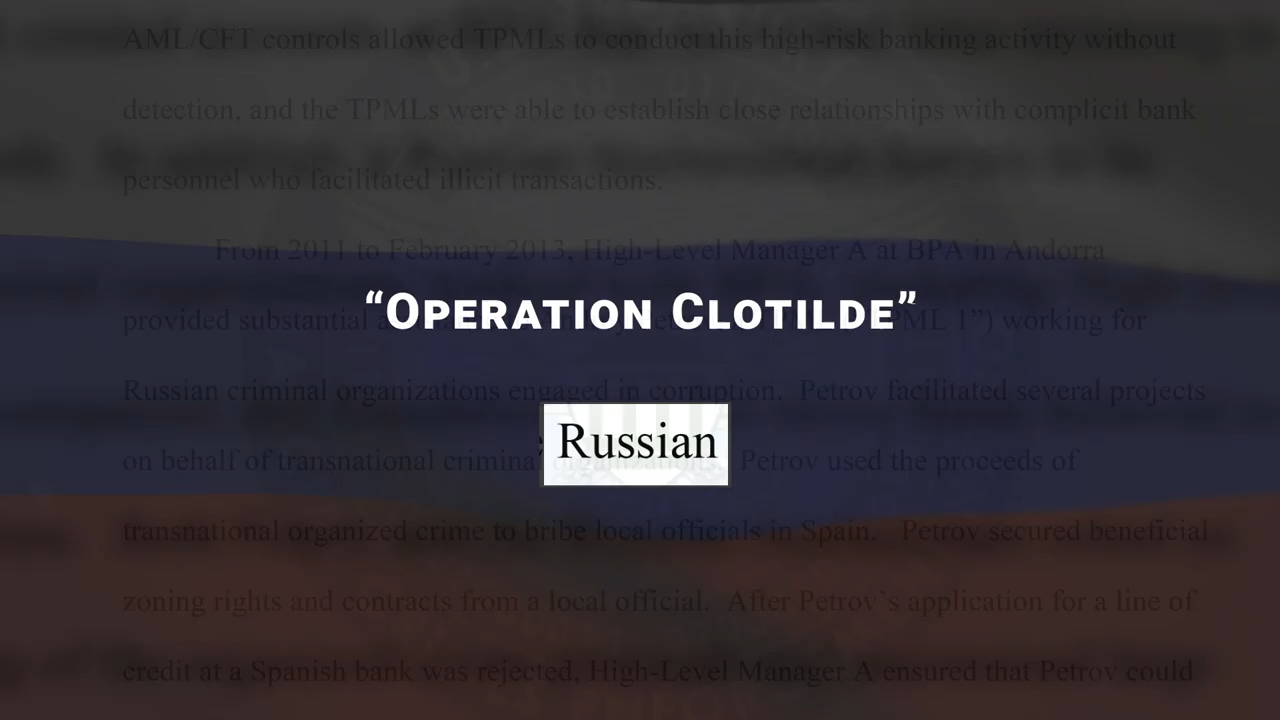 AML/CFT controls allowed TPMLs to conduct this high-risk banking activity without
detection, and the TPMLs were able to establish close relationships with complicit bank
personnel who facilitated illicit transactions.
From 2011 to February 2013, High-Level Manager A at BPA in Andorra
“OPERATION CLOTILDE”
provided substantial PML 1”) working for
Russian criminal organizations engaged in corruption. Petrov facilitated several projects
Russian
on behalf of transnational criminal organizations. Petrov used the proceeds of
transnational organized crime to bribe local officials in Spain. Petrov secured beneficial
zoning rights and contracts from a local official. After Petrov’s application for a line of
credit at a Spanish bank was rejected, High-Level Manager A ensured that Petrov could